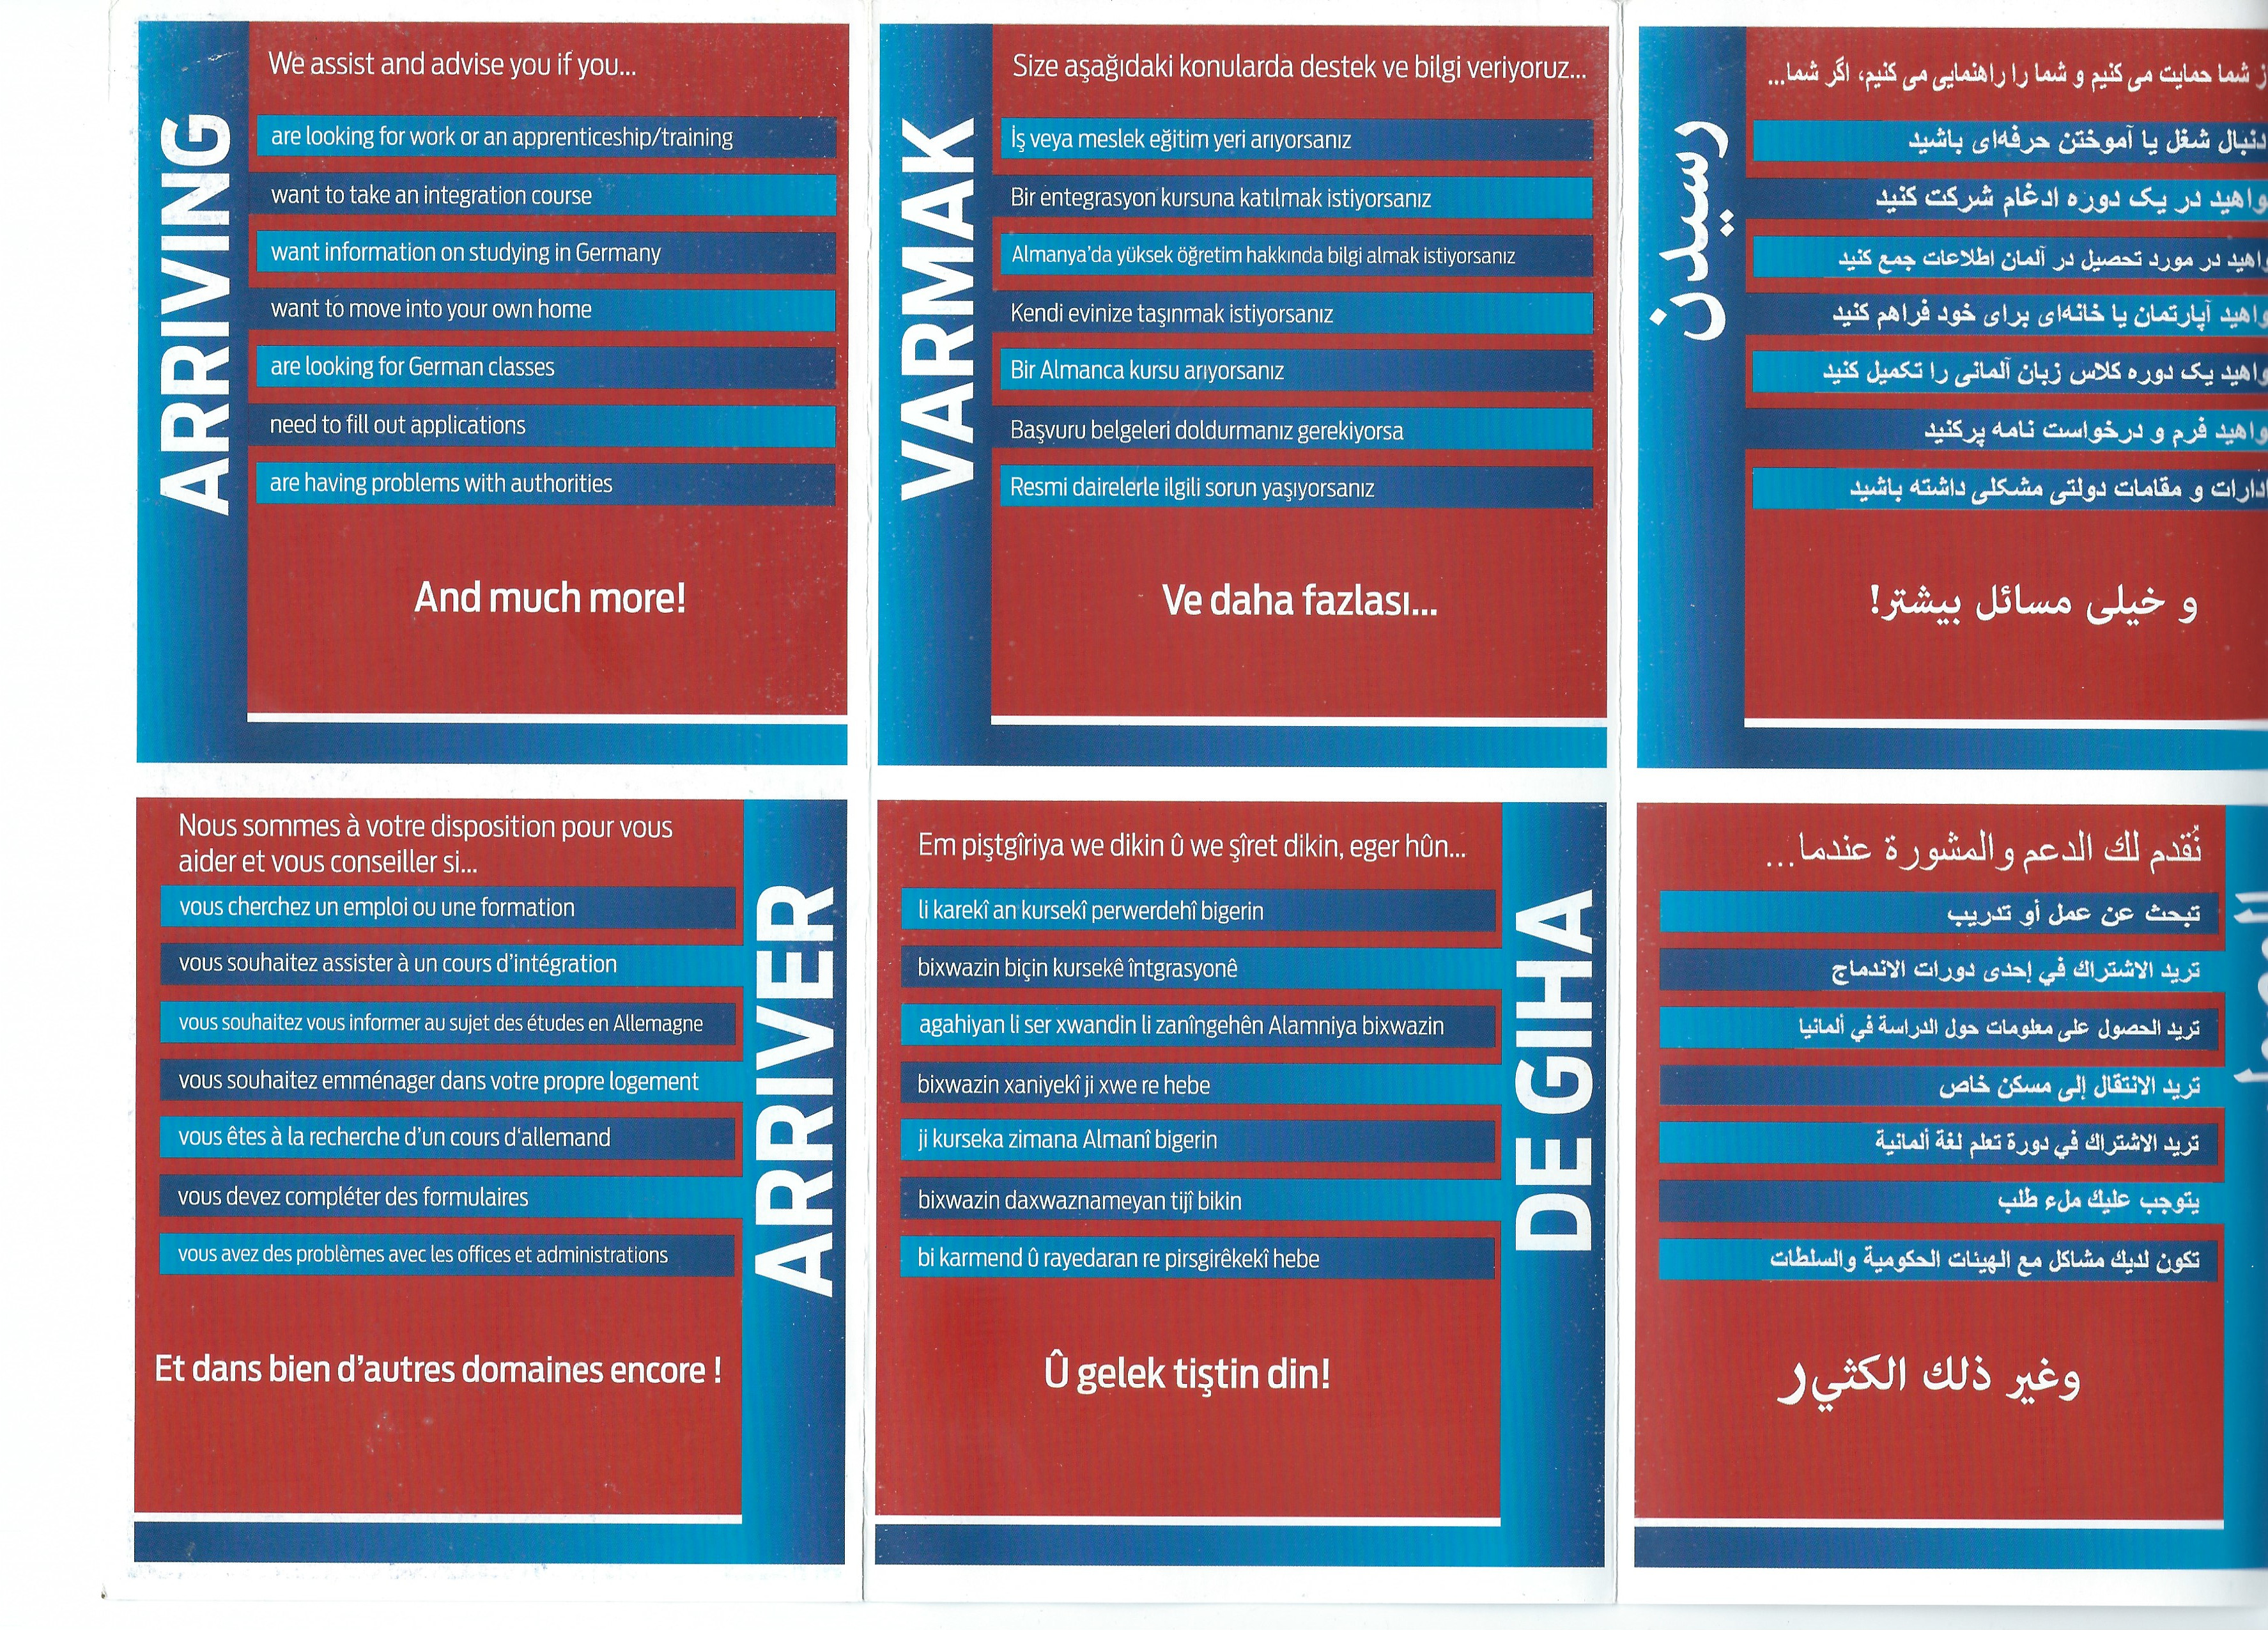 ARRIVING
We assist and advise you if you...
are looking for work or an apprenticeship/training
want to take an integration course
want information on studying in Germany
want to move into your own home
are looking for German classes
need to fill out applications
are having problems with authorities
And much more!
VARMAK
Size aşağıdaki konularda destek ve bilgi veriyoruz...
İş veya meslek eğitim yeri arıyorsanız
Bir entegrasyon kursuna katılmak istiyorsanız
Almanya'da yüksek öğretim hakkında bilgi almak istiyorsanız
Kendi evinize taşınmak istiyorsanız
Bir Almanca kursu arıyorsanız
Başvuru belgeleri doldurmanız gerekiyorsa
Resmi dairelerle ilgili sorun yaşıyorsanız
Ve daha fazlası...
رسیدن
شما حمایت می کنیم و شما را راهنمایی می کنیم، اگر شما...
دنبال شغل یا آموختن حرفه‌ای باشید
در یک دوره ادغام شرکت کنید
در مورد تحصیل در آلمان اطلاعات جمع کنید
آپارتمان یا خانه‌ای برای خود فراهم کنید
یک دوره کلاس زبان آلمانی را تکمیل کنید
فرم و درخواست نامه پرکنید
و مقامات دولتی مشکلی داشته باشید
و خیلی مسائل بیشتر!
Nous sommes à votre disposition pour vous
aider et vous conseiller si...
vous cherchez un emploi ou une formation
vous souhaitez assister à un cours d'intégration
vous souhaitez vous informer au sujet des études en Allemagne
vous souhaitez emménager dans votre propre logement
vous êtes à la recherche d'un cours d'allemand
vous devez compléter des formulaires
vous avez des problèmes avec les offices et administrations
Et dans bien d'autres domaines encore !
ARRIVER
Em piştgîriya we dikin û we şîret dikin, eger hûn...
li karekî an kursekî perwerdehî bigerin
bixwazin biçin kursekê întgrasyonê
agahiyan li ser xwandin li zanîngehên Alamniya bixwazin
bixwazin xaniyekî ji xwe re hebe
ji kurseka zimana Almanî bigerin
bixwazin daxwaznameyan tijî bikin
bi karmend û rayedaran re pirsgirêkekî hebe
Û gelek tiştin din!
DE GIHA
نُقدم لك الدعم والمشورة عندما...
تبحث عن عمل أو تدريب
تريد الاشتراك في إحدى دورات الاندماج
تريد الحصول على معلومات حول الدراسة في ألمانيا
تريد الانتقال إلى مسكن خاص
تريد الاشتراك في دورة تعلم لغة ألمانية
يتوجب عليك ملء طلب
تكون لديك مشاكل مع الهيئات الحكومية والسلطات
وغير ذلك الكثير